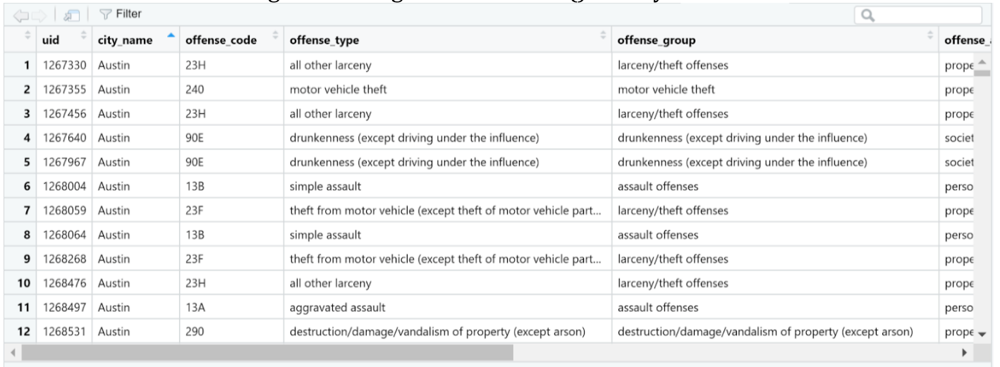 Filter
uid city_name offense_code offense_type offense_group offense_
1 1267330 Austin 23H all other larceny larceny/theft offenses prope
2 1267355 Austin 240 motor vehicle theft motor vehicle theft prope
3 1267456 Austin 23H all other larceny larceny/theft offenses prope
4 1267640 Austin 90E drunkenness (except driving under the influence) drunkenness (except driving under the influence) societ
5 1267967 Austin 90E drunkenness (except driving under the influence) drunkenness (except driving under the influence) societ
6 1268004 Austin 13B simple assault assault offenses perso
7 1268059 Austin 23F theft from motor vehicle (except theft of motor vehicle part... larceny/theft offenses prope
8 1268064 Austin 13B simple assault assault offenses perso
9 1268268 Austin 23F theft from motor vehicle (except theft of motor vehicle part... larceny/theft offenses prope
10 1268476 Austin 23H all other larceny larceny/theft offenses prope
11 1268497 Austin 13A aggravated assault assault offenses perso
12 1268531 Austin 290 destruction/damage/vandalism of property (except arson) destruction/damage/vandalism of property (except arson) prope